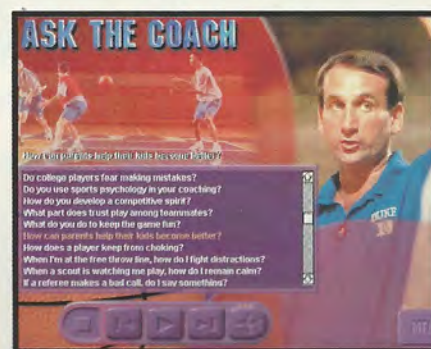 ASK THE COACH
How can parents help their kids become better?
Do college players fear making mistakes?
Do you use sports psychology in your coaching?
How do you develop a competitive spirit?
What part does trust play among teammates?
What do you do to keep the game fun?
How can parents help their kids become better?
How does a player keep from choking?
When I'm at the free throw line, how do I fight distractions?
When a scout is watching me play, how do I remain calm?
If a referee makes a bad call, do I say something?
DUKE